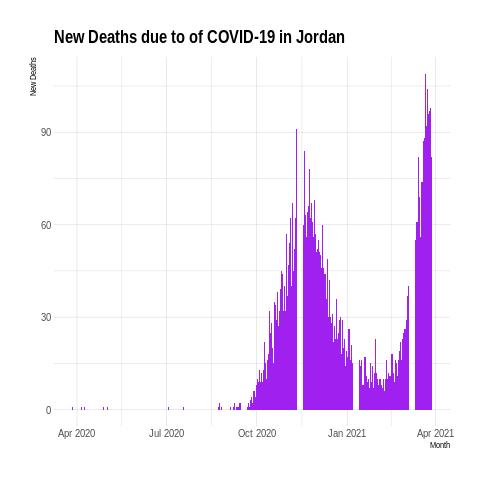 New Deaths due to of COVID-19 in Jordan
New Deaths
90
60
30
0
Apr 2020 Jul 2020 Oct 2020 Jan 2021 Apr 2021
Month